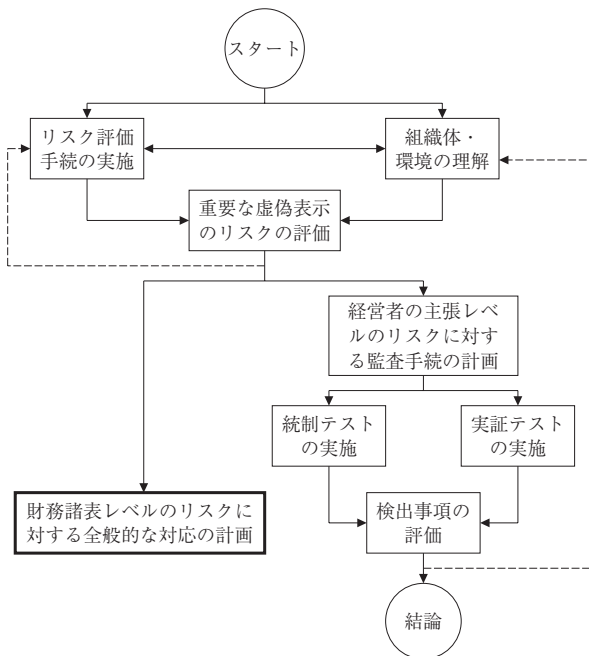 スタート
リスク評価
手続の実施
組織体・
環境の理解
重要な虚偽表示
のリスクの評価
経営者の主張レベ
ルのリスクに対す
る監査手続の計画
統制テスト
の実施
実証テスト
の実施
財務諸表レベルのリスクに
対する全般的な対応の計画
検出事項の
評価
結論